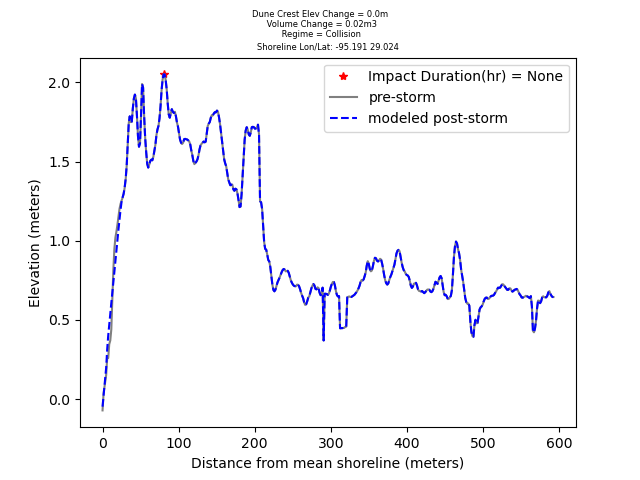 Dune Crest Elev Change = 0.0m
Volume Change = 0.02m3
Regime = Collision
Shoreline Lon/Lat: -95.191 29.024
Impact Duration(hr) = None
pre-storm
modeled post-storm
Elevation (meters)
2.0
1.5
1.0
0.5
0.0
0 100 200 300 400 500 600
Distance from mean shoreline (meters)